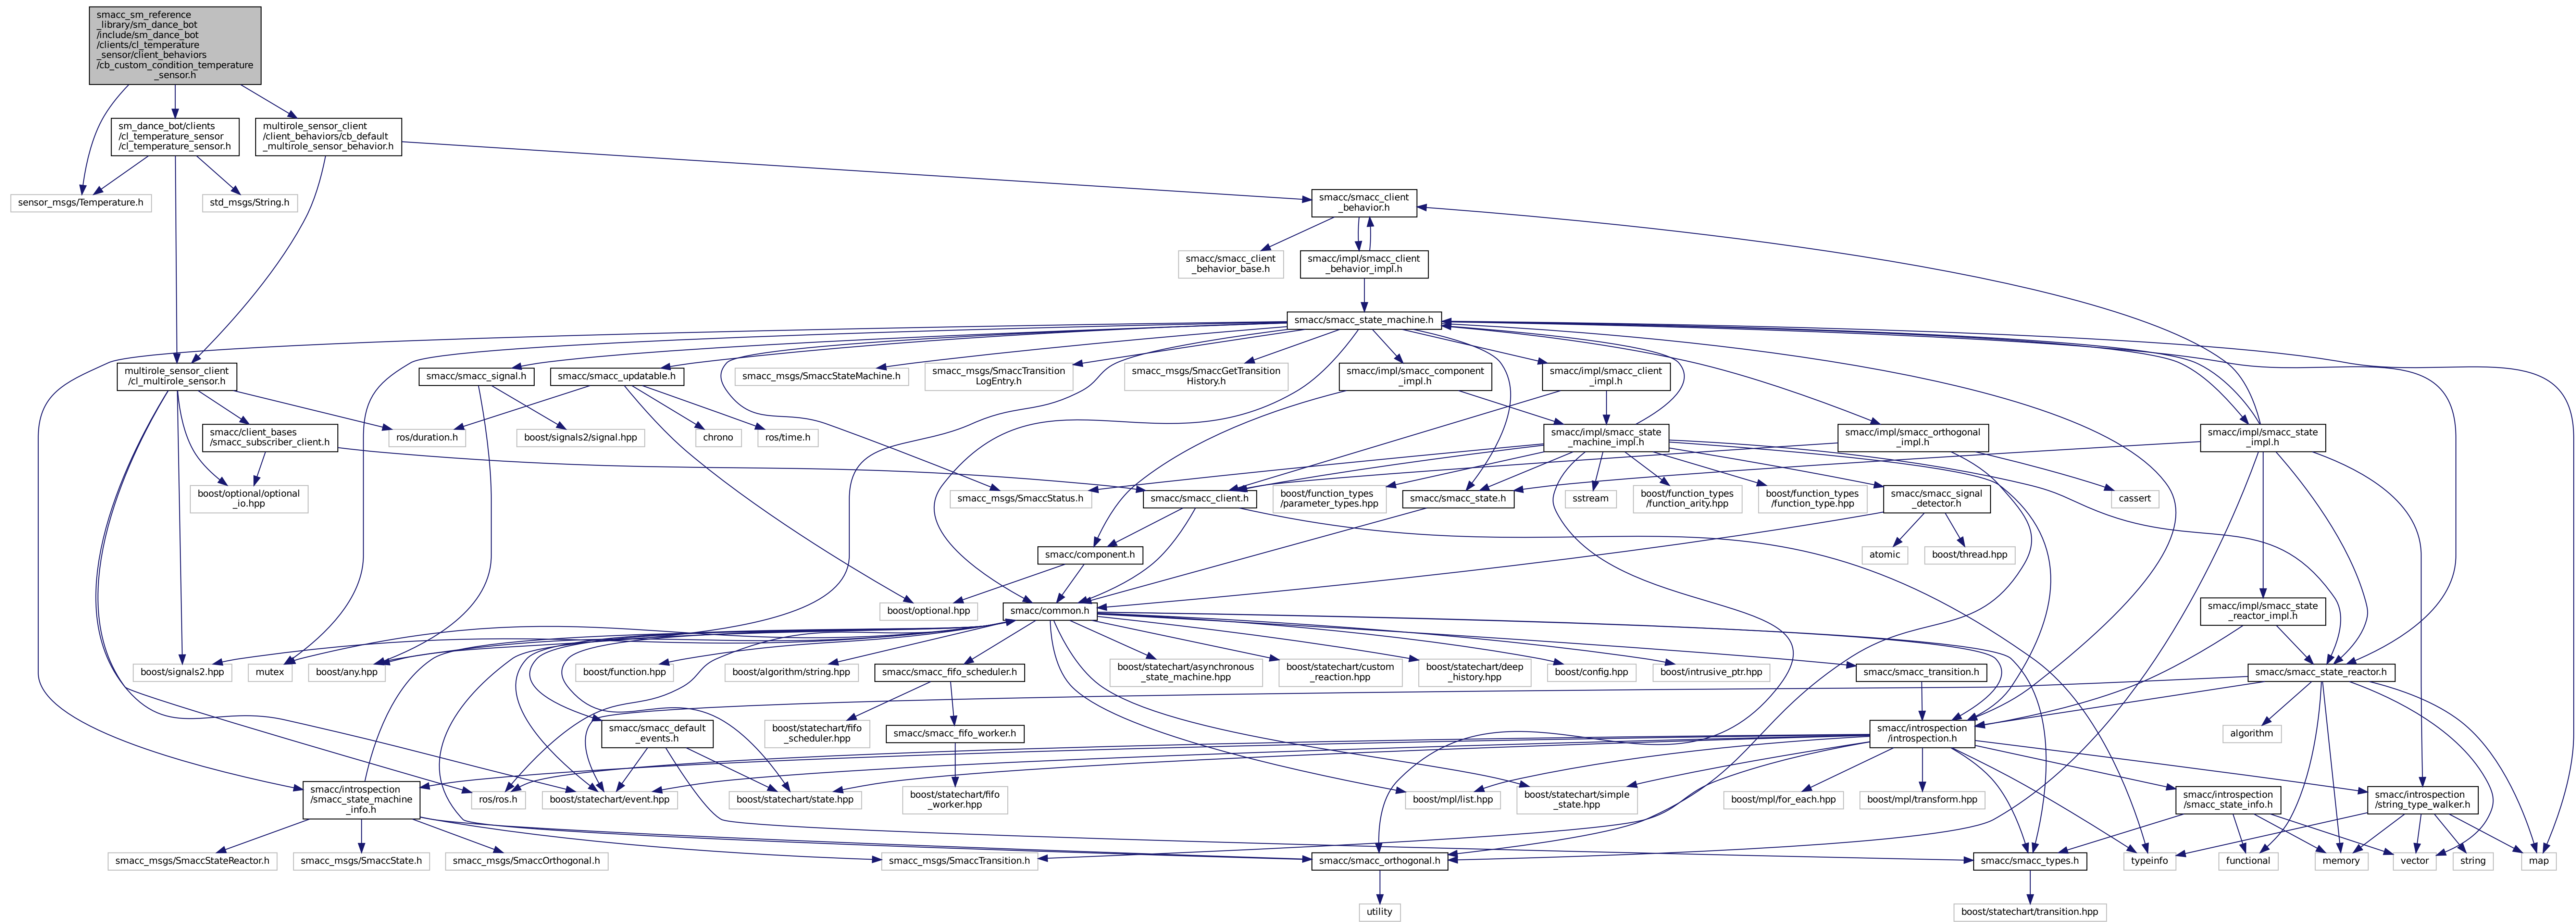 smacc_sm_reference
_library/sm_dance_bot
/include/sm_dance_bot
/clients/cl_temperature
_sensor/client_behaviors
/cb_custom_condition_temperature
_sensor.h
sm_dance_bot/clients
/cl_temperature_sensor
/cl_temperature_sensor.h
multirole_sensor_client
/client_behaviors/cb_default
_multirole_sensor_behavior.h
sensor_msgs/Temperature.h
std_msgs/String.h
smacc/smacc_client
_behavior.h
smacc/smacc_client
_behavior_base.h
smacc/impl/smacc_client
_behavior_impl.h
smacc/smacc_state_machine.h
multirole_sensor_client
/cl_multirole_sensor.h
smacc/smacc_signal.h
smacc/smacc_updatable.h
smacc_msgs/SmaccStateMachine.h
smacc_msgs/SmaccTransition
LogEntry.h
smacc_msgs/SmaccGetTransition
History.h
smacc/impl/smacc_component
_impl.h
smacc/impl/smacc_client
_impl.h
smacc/client_bases
/smacc_subscriber_client.h
ros/duration.h
boost/signals2/signal.hpp
chrono
ros/time.h
smacc/impl/smacc_state
_machine_impl.h
smacc/impl/smacc_orthogonal
_impl.h
smacc/impl/smacc_state
_impl.h
boost/optional/optional
_io.hpp
smacc_msgs/SmaccStatus.h
smacc/smacc_client.h
boost/function_types
/parameter_types.hpp
smacc/smacc_state.h
sstream
boost/function_types
/function_arity.hpp
boost/function_types
/function_type.hpp
smacc/smacc_signal
_detector.h
cassert
smacc/component.h
atomic
boost/thread.hpp
boost/optional.hpp
smacc/common.h
smacc/impl/smacc_state
_reactor_impl.h
boost/signals2.hpp
mutex
boost/any.hpp
boost/function.hpp
boost/algorithm/string.hpp
smacc/smacc_fifo_scheduler.h
boost/statechart/asynchronous
_state_machine.hpp
boost/statechart/custom
_reaction.hpp
boost/statechart/deep
_history.hpp
boost/config.hpp
bost/intrusive_ptr.hpp
smacc/smacc_transition.h
smacc/smacc_state_reactor.h
smacc/smacc_default
_events.h
boost/statechart/fifo
_scheduler.hpp
smacc/smacc_fifo_worker.h
smacc/introspection
/introspection.h
algorithm
smacc/introspection
/smacc_state_machine
_info.h
ros/ros.h
boost/statechart/event.hpp
boost/statechart/state.hpp
boost/statechart/fifo
_worker.hpp
boost/mpl/list.hpp
boost/statechart/simple
_state.hpp
boost/mpl/for_each.hpp
boost/mpl/transform.hpp
smacc/introspection
/smacc_state_info.h
smacc/introspection
/string_type_walker.h
smacc_msgs/SmaccStateReactor.h
smacc_msgs/SmaccState.h
smacc_msgs/SmaccOrthogonal.h
smacc_msgs/SmaccTransition.h
smacc/smacc_orthogonal.h
smacc/smacc_types.h
typeinfo
functional
memory
vector
string
map
utility
boost/statechart/transition.hpp